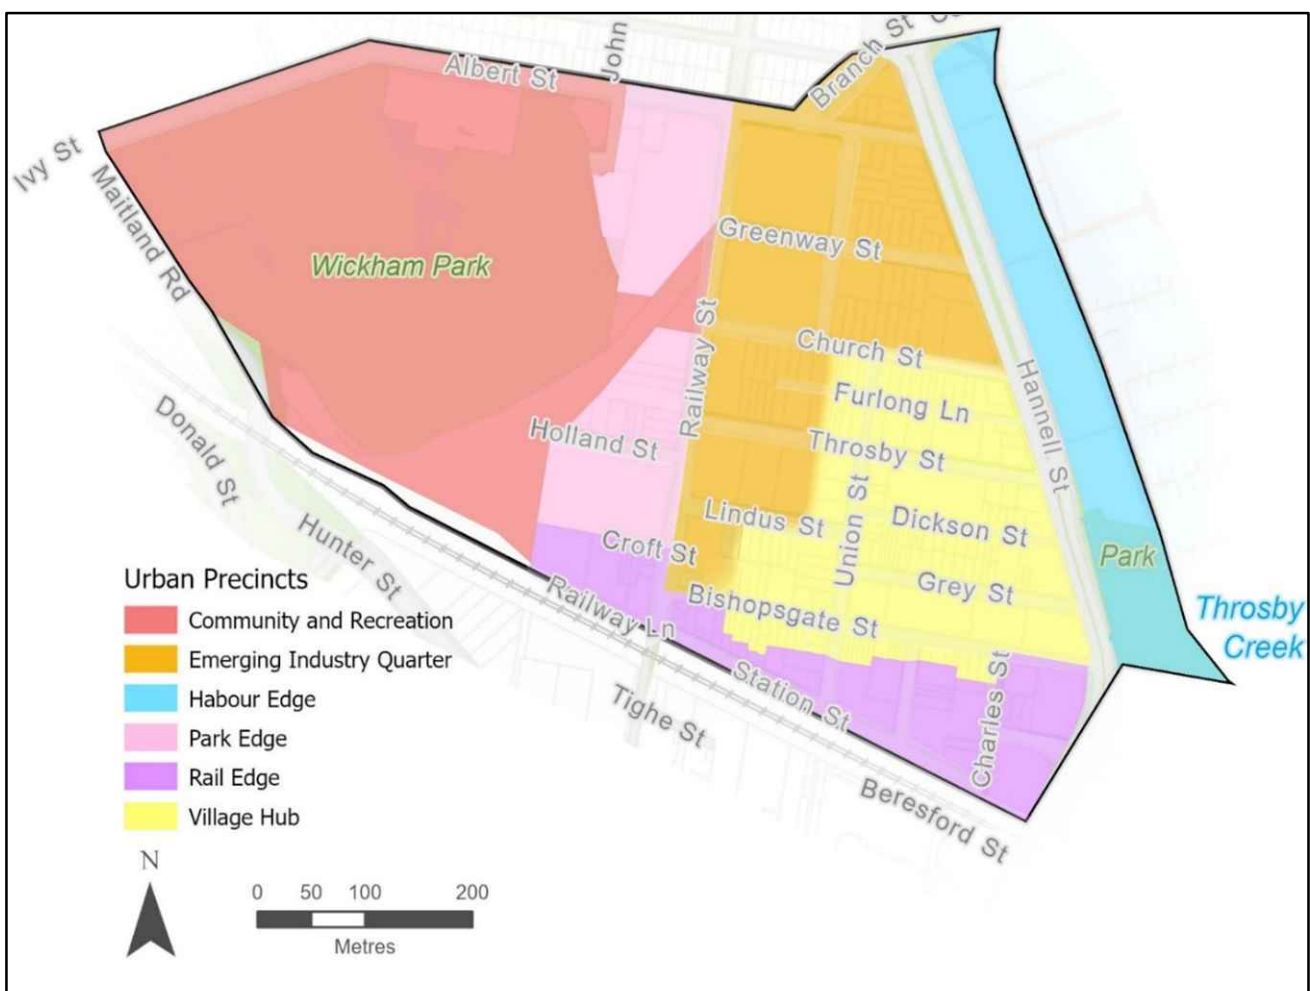 Branch St
John
Albert St
Ivy St
Maitland Rd
Greenway St
Wickham Park
Railway St
Church St
Hannell St
Furlong Ln
Donald St
Holland St
Throsby St
Union St
Lindus St
Dickson St
Hunter St
Croft St
Park
Grey St
Railway Ln
Bishopsgate St
Throsby
Creek
Station St
Charles St
Tighe St
Beresford St
Urban Precincts
Community and Recreation
Emerging Industry Quarter
Habour Edge
Park Edge
Rail Edge
Village Hub
N
0 50 100 200
Metres